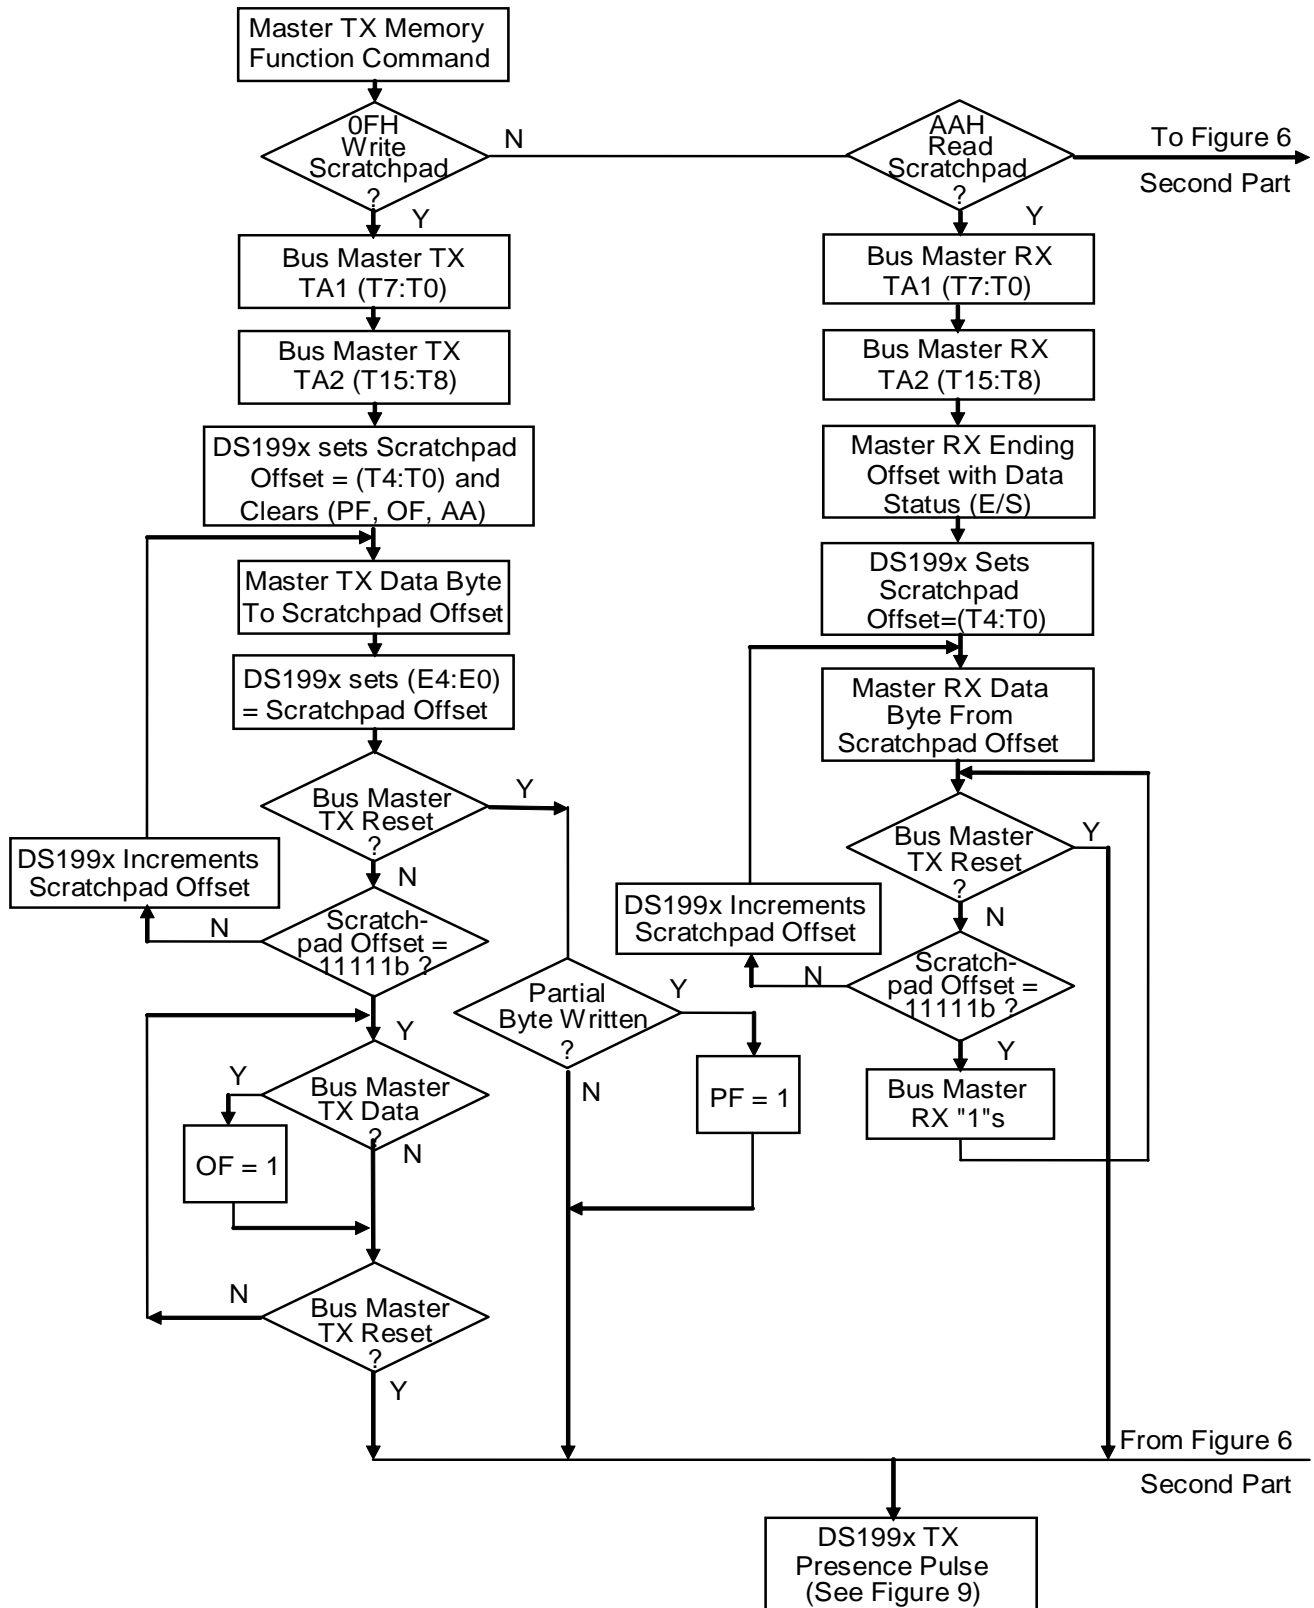 Master TX Memory
Function Command
0FH
Write
Scratchpad
?
N
Y
AAH
Read
Scratchpad
?
Y
To Figure 6
Second Part
Bus Master TX
TA1 (T7:T0)
Bus Master TX
TA2 (T15:T8)
DS199x sets Scratchpad
Offset = (T4:T0) and
Clears (PF, OF, AA)
Master TX Data Byte
To Scratchpad Offset
DS199x sets (E4:E0)
= Scratchpad Offset
Bus Master
TX Reset
?
Y
N
DS199x Increments
Scratchpad Offset
N
Scratch-
pad Offset =
11111b ?
Y
Partial
Byte Written
?
Y
N
PF = 1
Bus Master
TX Data
?
Y
N
OF = 1
Bus Master
TX Reset
?
N
Y
Bus Master RX
TA1 (T7:T0)
Bus Master RX
TA2 (T15:T8)
Master RX Ending
Offset with Data
Status (E/S)
DS199x Sets
Scratchpad
Offset=(T4:T0)
Master RX Data
Byte From
Scratchpad Offset
Bus Master
TX Reset
?
Y
N
DS199x Increments
Scratchpad Offset
N
Scratch-
pad Offset =
11111b ?
Y
Bus Master
RX "1"s
From Figure 6
Second Part
DS199x TX
Presence Pulse
(See Figure 9)